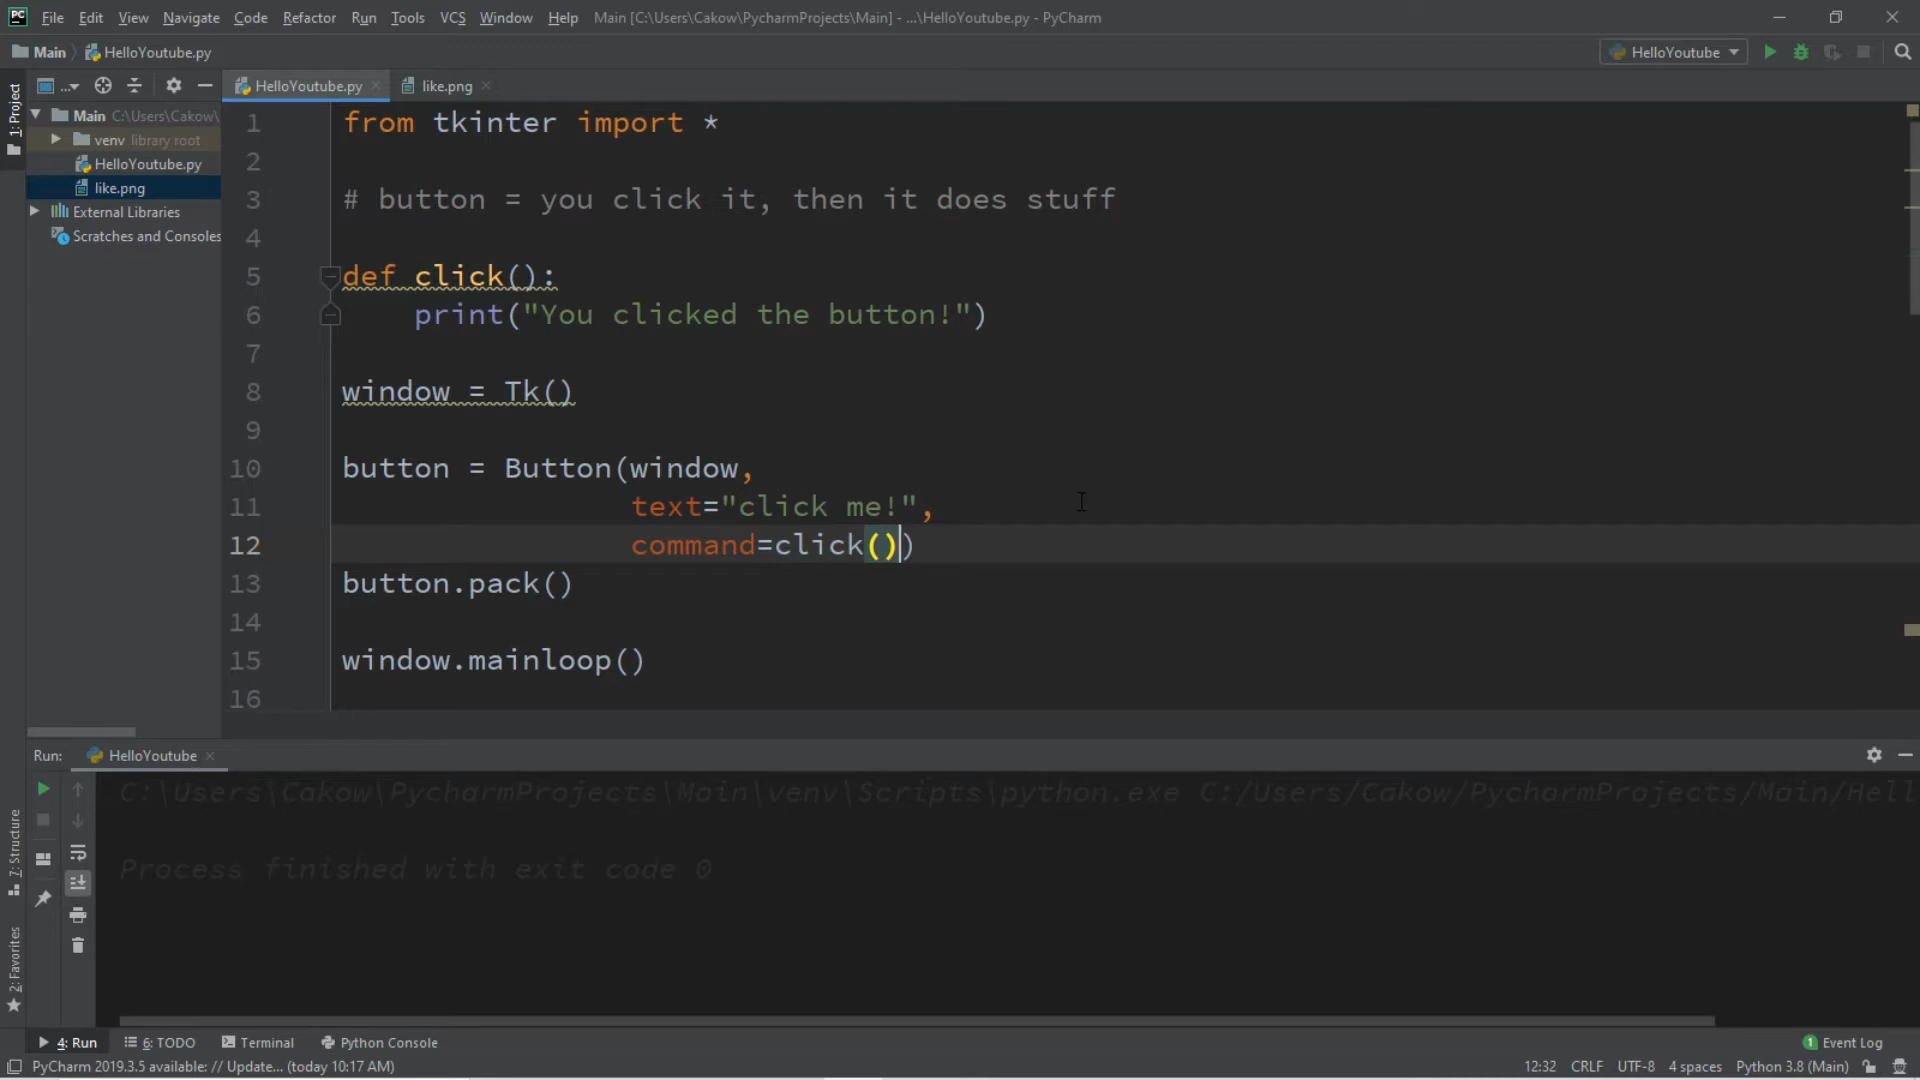 PC File Edit View Navigate Code Refactor Run Tools VCS Window Help Main [C:\Users\Cakow\PycharmProjects\Main] - ...\HelloYoutube.py - PyCharm
Main HelloYoutube.py HelloYoutube
1: Project ... HelloYoutube.py like.png
Main C:\Users\Cakow\
venv library root
HelloYoutube.py
like.png
External Libraries
Scratches and Consoles
1 from tkinter import *
2
3 # button = you click it, then it does stuff
4
5 def click():
6 print("You clicked the button!")
7
8 window = Tk()
9
10 button = Button(window,
11 text="click me!",
12 command=click())
13 button.pack()
14
15 window.mainloop()
16
Run: HelloYoutube
C:\Users\Cakow\PycharmProjects\Main\venv\Scripts\python.exe C:/Users/Cakow/PycharmProjects/Main/Hell
Process finished with exit code 0
7: Structure
2: Favorites
4: Run 6: TODO Terminal Python Console 1 Event Log
PyCharm 2019.3.5 available: // Update... (today 10:17 AM) 12:32 CRLF UTF-8 4 spaces Python 3.8 (Main)